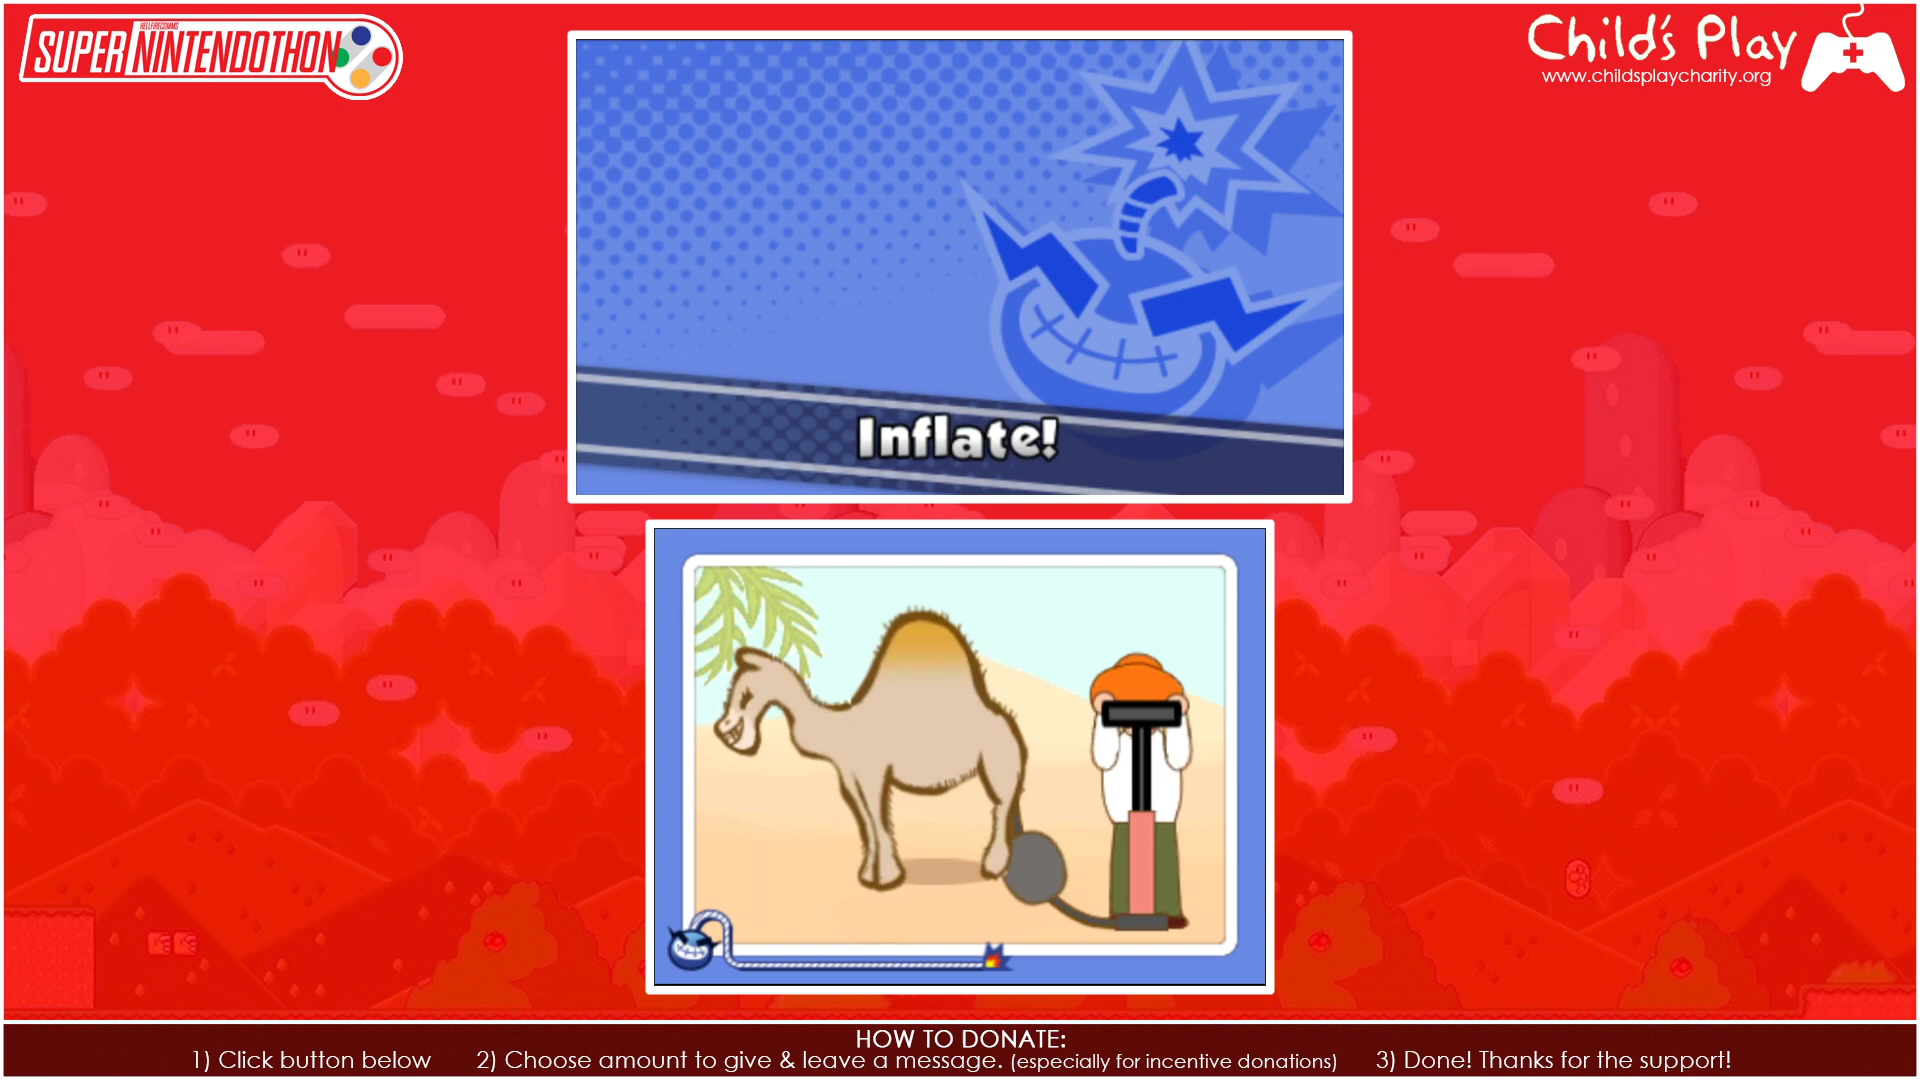 HELLFIRECOMMS
SUPER NINTENDOTHON
Child's Play
www.childsplaycharity.org
Inflate!
HOW TO DONATE:
1) Click button below 2) Choose amount to give & leave a message. (especially for incentive donations) 3) Done! Thanks for the support!